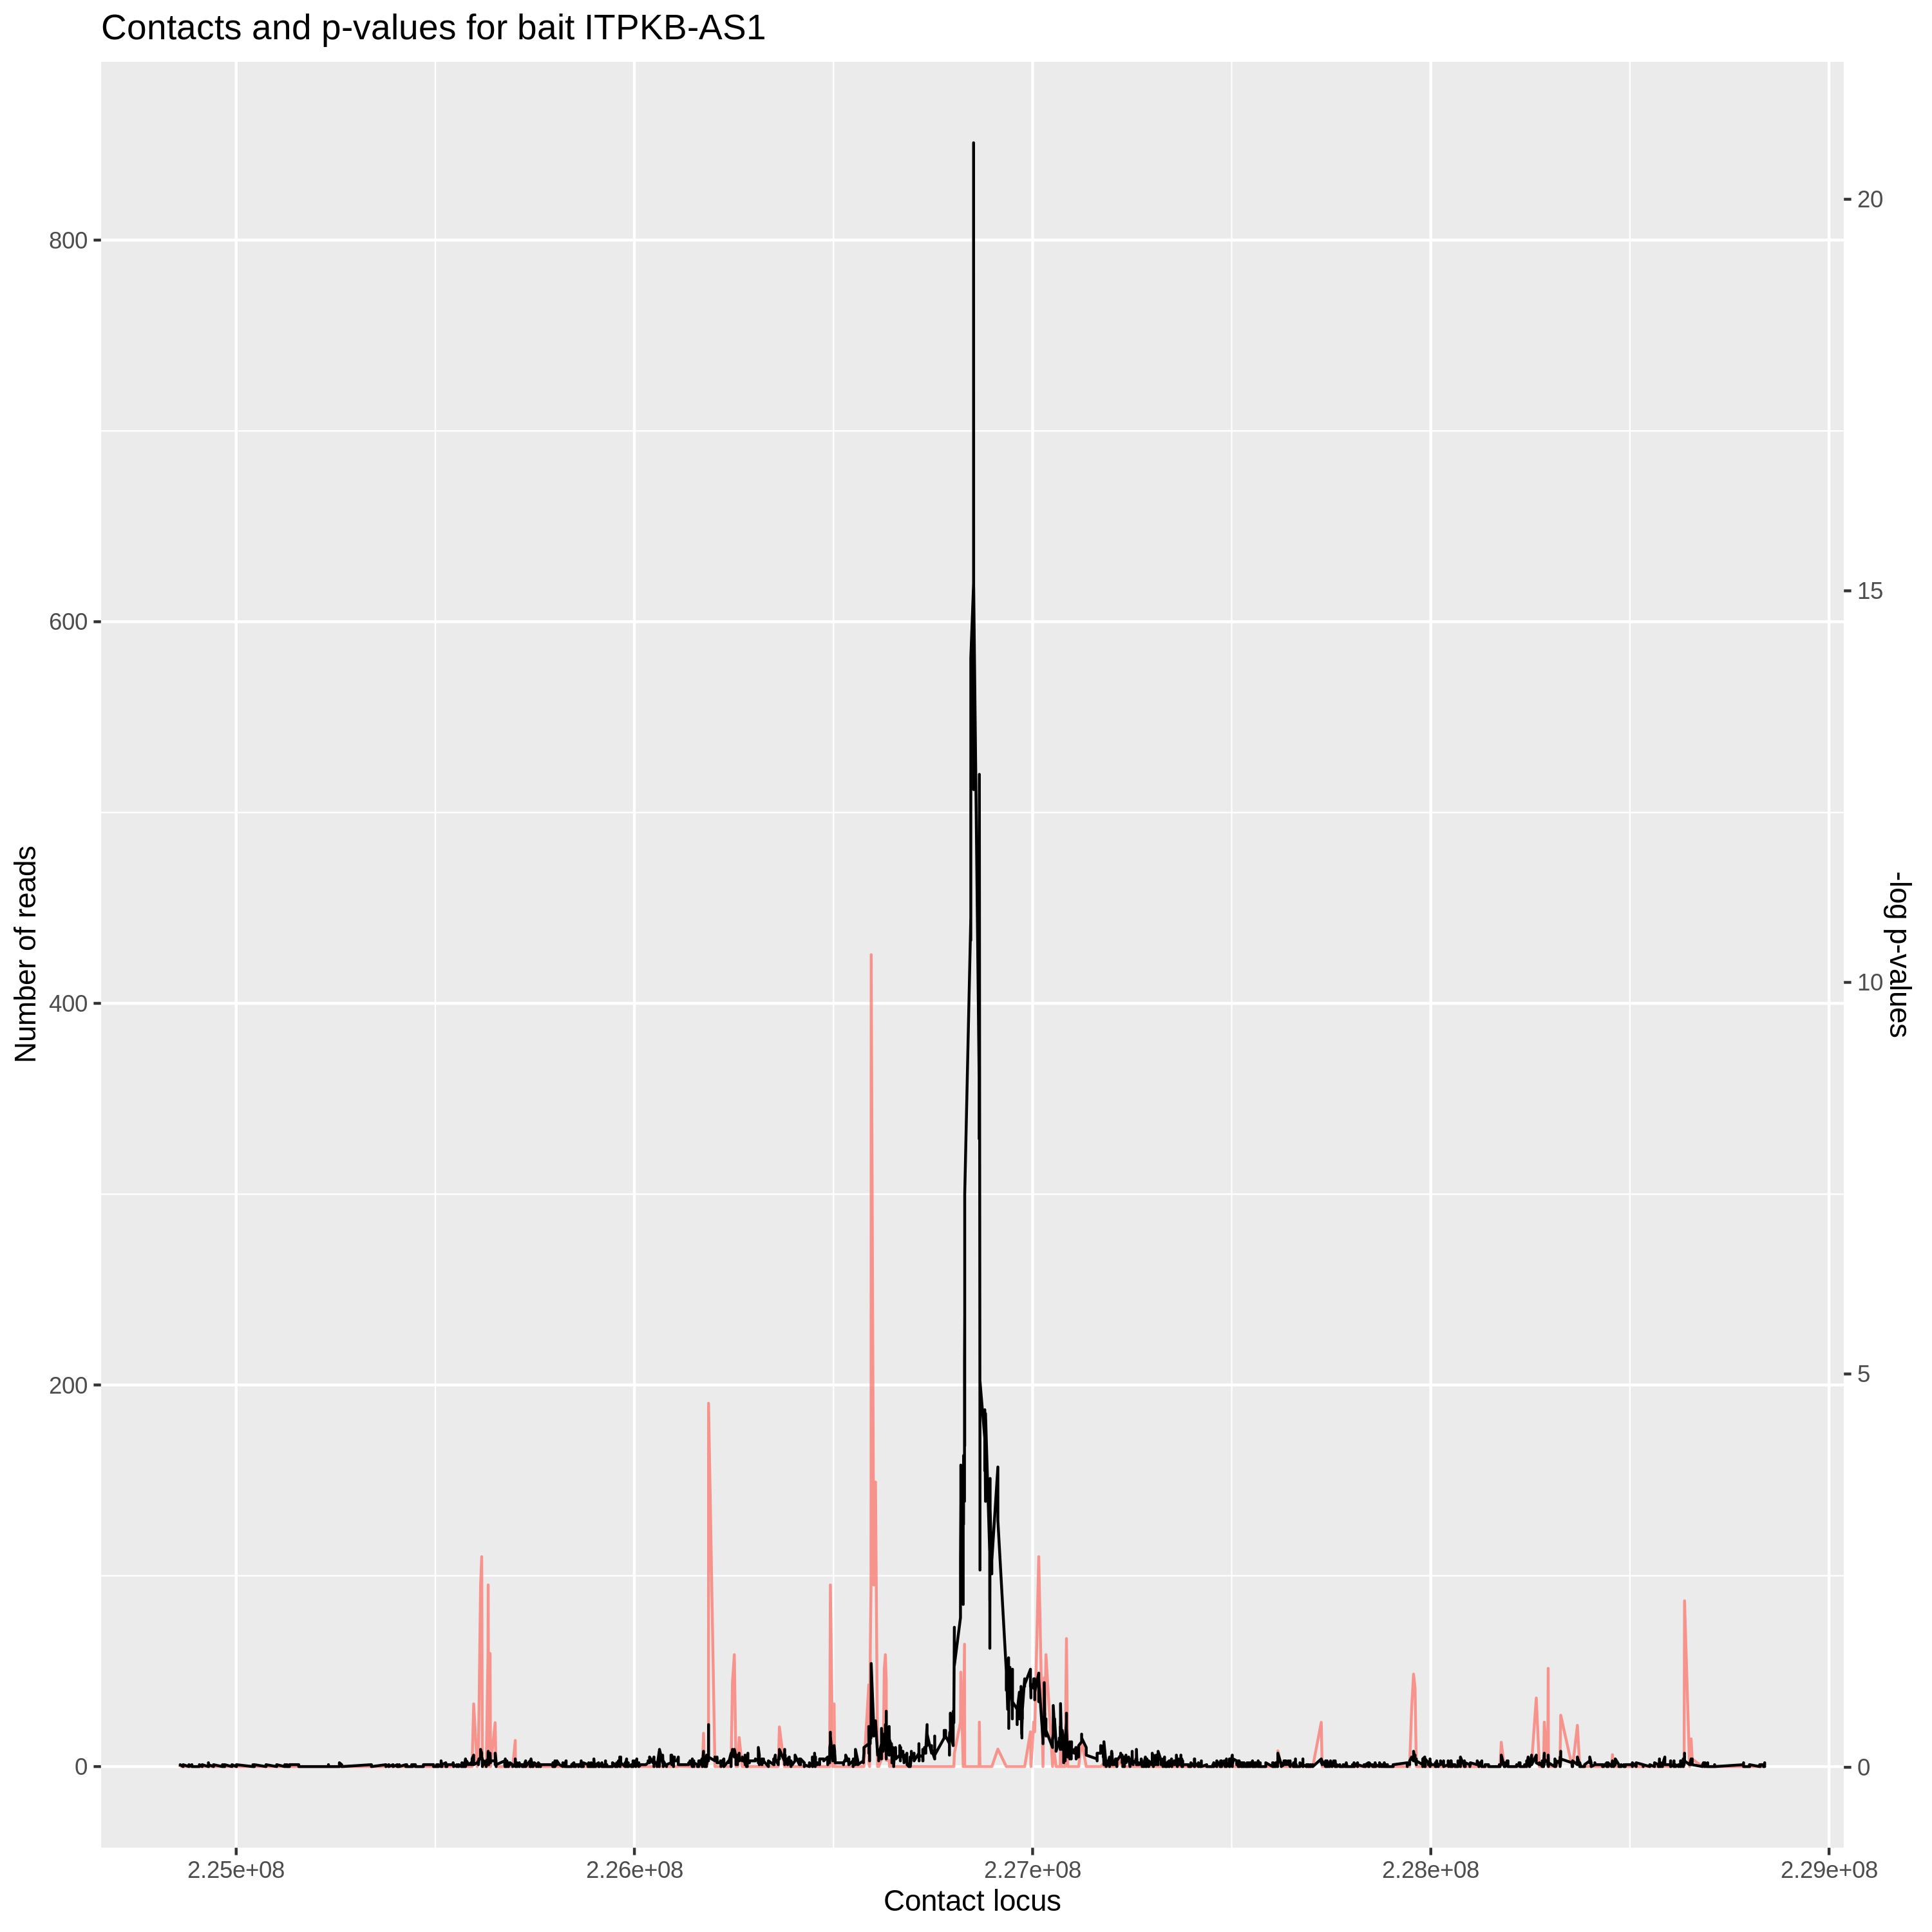 Contacts and p-values for bait ITPKB-AS1
800
600
400
200
0
Number of reads
20
15
10
5
0
-log p-values
2.25e+08
2.26e+08
2.27e+08
2.28e+08
2.29e+08
Contact locus